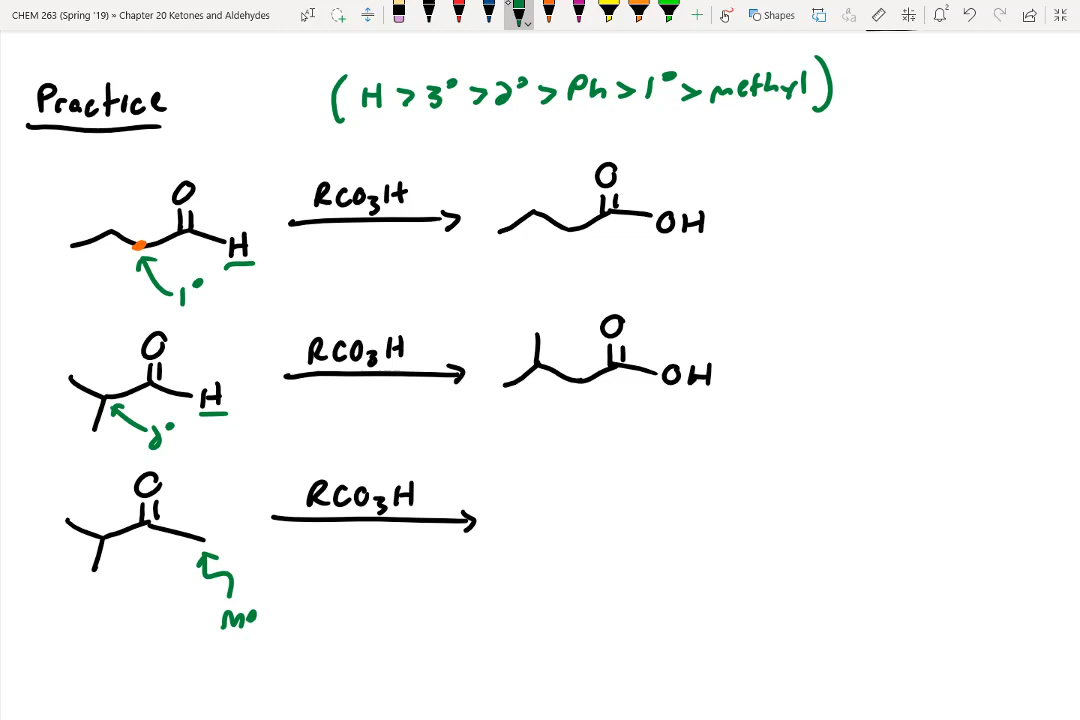 CHEM 263 (Spring '19) » Chapter 20 Ketones and Aldehydes
Shapes
2
Practice
(H > 3° > 2° > Ph > 1° > methyl)
O
H
1°
RCO₃H
O
OH
O
H
2°
RCO₃H
O
OH
O
RCO₃H
Me